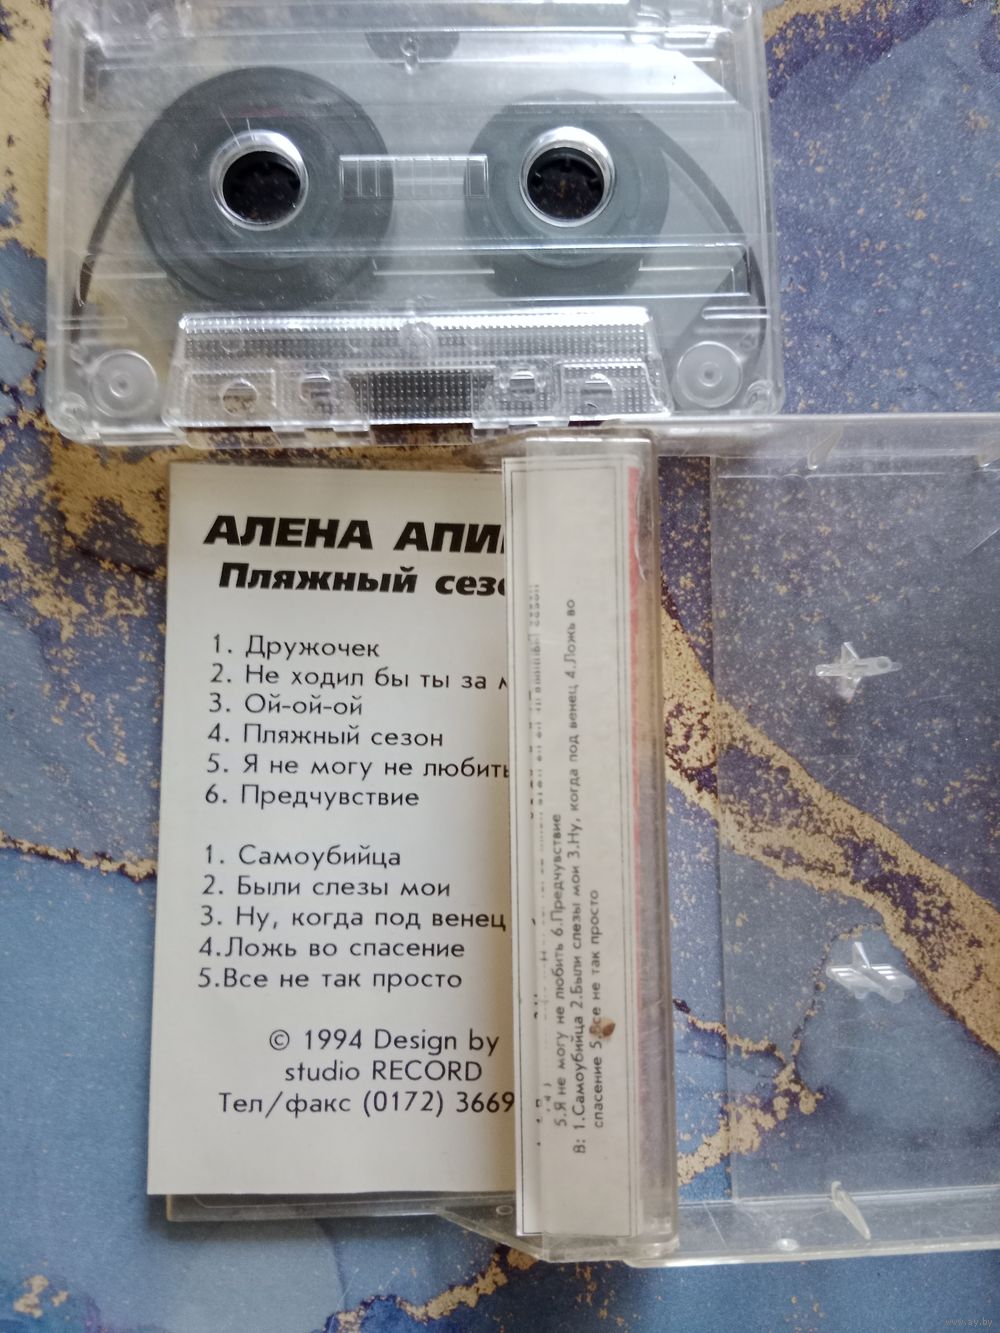 АЛЕНА
Пляжный
1. Дружочек
2. Не ходил бы ты за
3. Ой-ой-ой
4. Пляжный сезон
5. Я не могу не любить
6. Предчувствие
1. Самоубийца
2. Были слезы мои
3. Ну, когда под венец
4.Ложь во спасение
5.Все не так просто
© 1994 Design by
studio RECORD
Тел/факс (0172) 3669
5.Я не могу не любить 6.Предчувствие
В: 1.Самоубийца 2.Были слезы мои 3.Ну, когда под венец 4.Ложь во
спасение 5.Все не так просто
www.ay.by